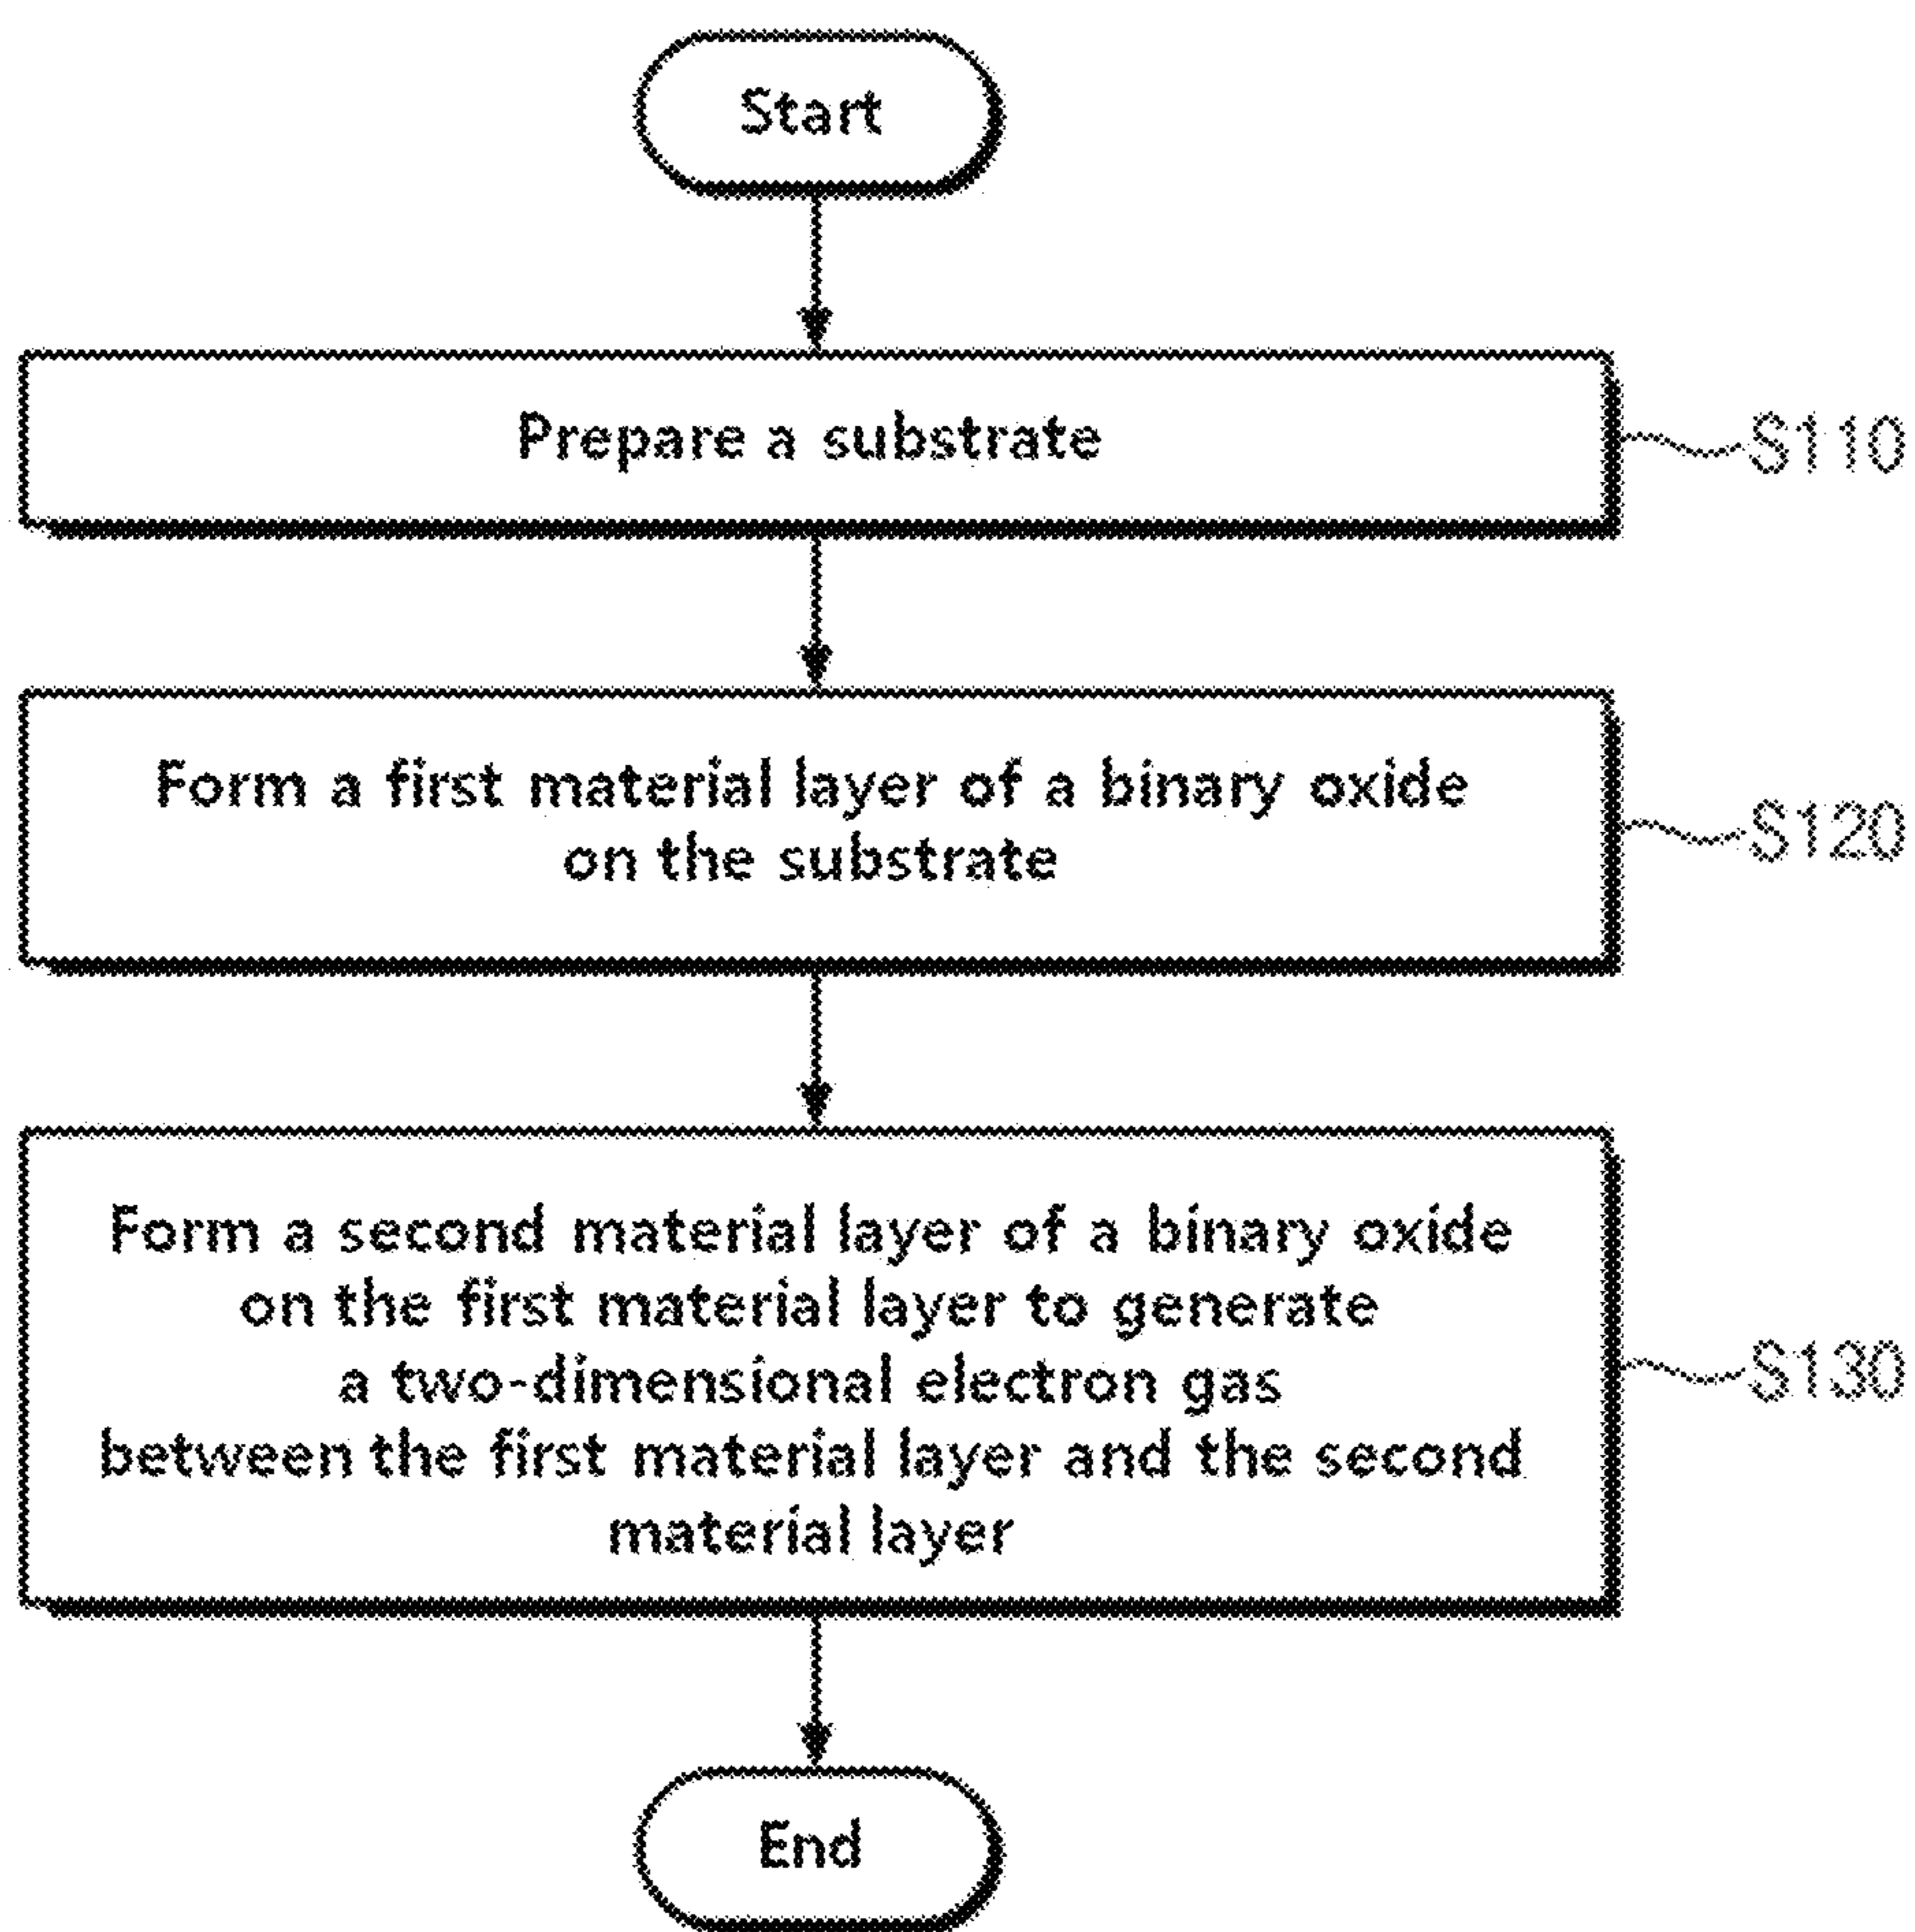 Start
Prepare a substrate
S110
Form a first material layer of a binary oxide
on the substrate
S120
Form a second material layer of a binary oxide
on the first material layer to generate
a two-dimensional electron gas
between the first material layer and the second
material layer
S130
End